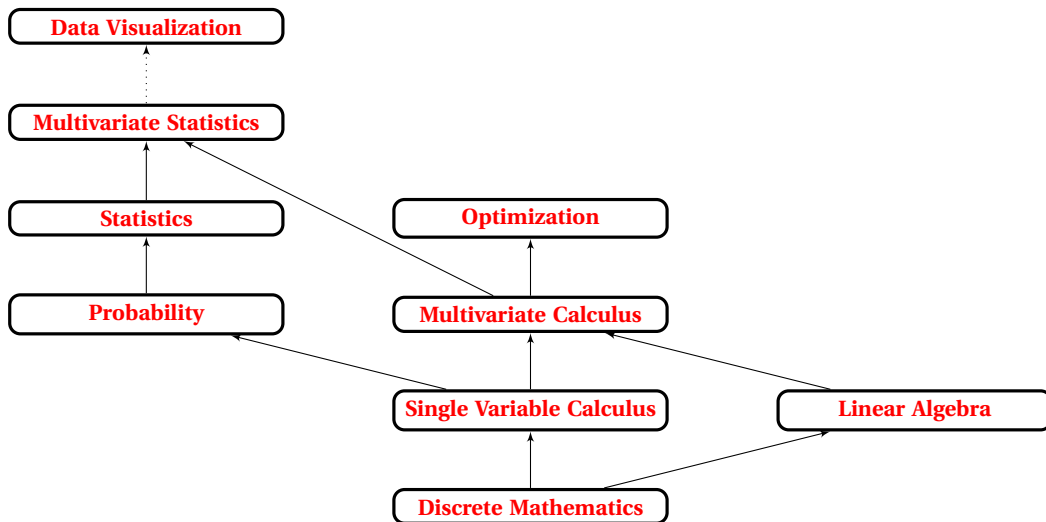 Data Visualization
Multivariate Statistics
Statistics
Optimization
Probability
Multivariate Calculus
Single Variable Calculus
Linear Algebra
Discrete Mathematics